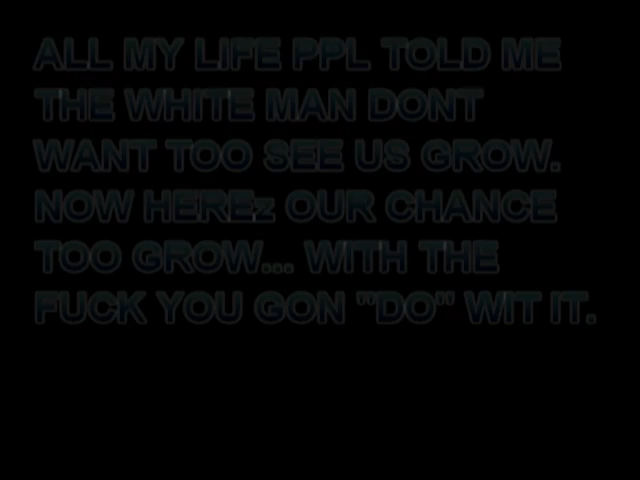 ALL MY LIFE PPL TOLD ME
THE WHITE MAN DONT
WANT TOO SEE US GROW.
NOW HEREz OUR CHANCE
TOO GROW... WITH THE
FUCK YOU GON "DO" WIT IT.